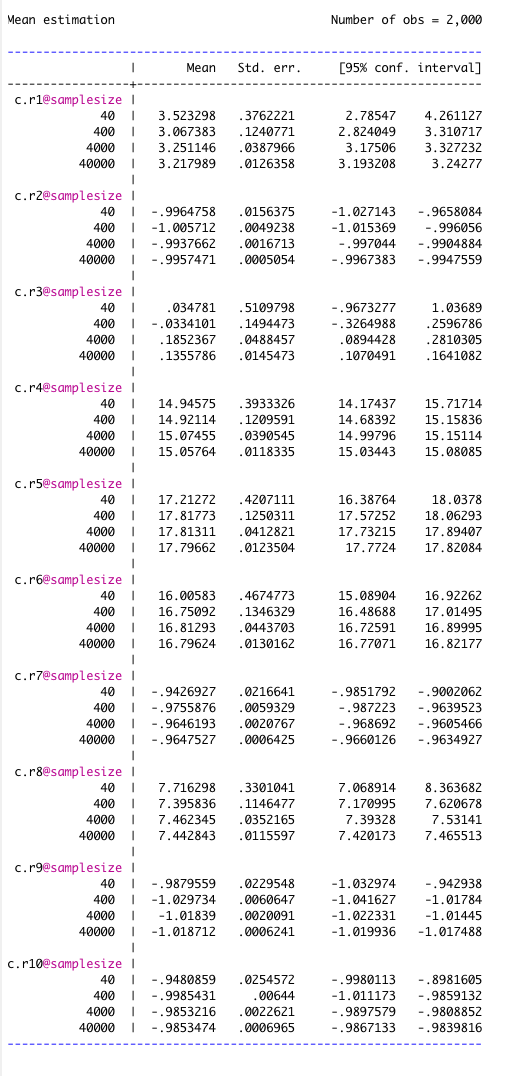 Mean estimation                                Number of obs = 2,000
---------------------------------------------------------------------
                  |       Mean   Std. err.     [95% conf. interval]
------------------+--------------------------------------------------
c.r1@samplesize |
40 | 3.523298 .3762221 2.78547 4.261127
400 | 3.067383 .1240771 2.824049 3.310717
4000 | 3.251146 .0387966 3.17506 3.327232
40000 | 3.217989 .0126358 3.193208 3.24277
|
c.r2@samplesize |
40 | -.9964758 .0156375 -1.027143 -.9658084
400 | -1.005712 .0049238 -1.015369 -.996056
4000 | -.9937662 .0016713 -.997044 -.9904884
40000 | -.9957471 .0005054 -.9967383 -.9947559
|
c.r3@samplesize |
40 | .034781 .5109798 -.9673277 1.03689
400 | -.0334101 .1494473 -.3264988 .2596786
4000 | .1852367 .0488457 .0894428 .2810305
40000 | .1355786 .0145473 .1070491 .1641082
|
c.r4@samplesize |
40 | 14.94575 .3933326 14.17437 15.71714
400 | 14.92114 .1209591 14.68392 15.15836
4000 | 15.07455 .0390545 14.99796 15.15114
40000 | 15.05764 .0118335 15.03443 15.08085
|
c.r5@samplesize |
40 | 17.21272 .4207111 16.38764 18.0378
400 | 17.81773 .1250311 17.57252 18.06293
4000 | 17.81311 .0412821 17.73215 17.89407
40000 | 17.79662 .0123504 17.7724 17.82084
|
c.r6@samplesize |
40 | 16.00583 .4674773 15.08904 16.92262
400 | 16.75092 .1346329 16.48688 17.01495
4000 | 16.81293 .0443703 16.72591 16.89995
40000 | 16.79624 .0130162 16.77071 16.82177
|
c.r7@samplesize |
40 | -.9426927 .0216641 -.9851792 -.9002062
400 | -.9755876 .0059329 -.987223 -.9639523
4000 | -.9646193 .0020767 -.968692 -.9605466
40000 | -.9647527 .0006425 -.9660126 -.9634927
|
c.r8@samplesize |
40 | 7.716298 .3301041 7.068914 8.363682
400 | 7.395836 .1146477 7.170995 7.620678
4000 | 7.462345 .0352165 7.39328 7.53141
40000 | 7.442843 .0115597 7.420173 7.465513
|
c.r9@samplesize |
40 | -.9879559 .0229548 -1.032974 -.942938
400 | -1.029734 .0060647 -1.041627 -1.01784
4000 | -1.01839 .0020091 -1.022331 -1.01445
40000 | -1.018712 .0006241 -1.019936 -1.017488
|
c.r10@samplesize |
40 | -.9480859 .0254572 -.9980113 -.8981605
400 | -.9985431 .00644 -1.011173 -.9859132
4000 | -.9853216 .0022621 -.9897579 -.9808852
40000 | -.9853474 .0006965 -.9867133 -.9839816
---------------------------------------------------------------------